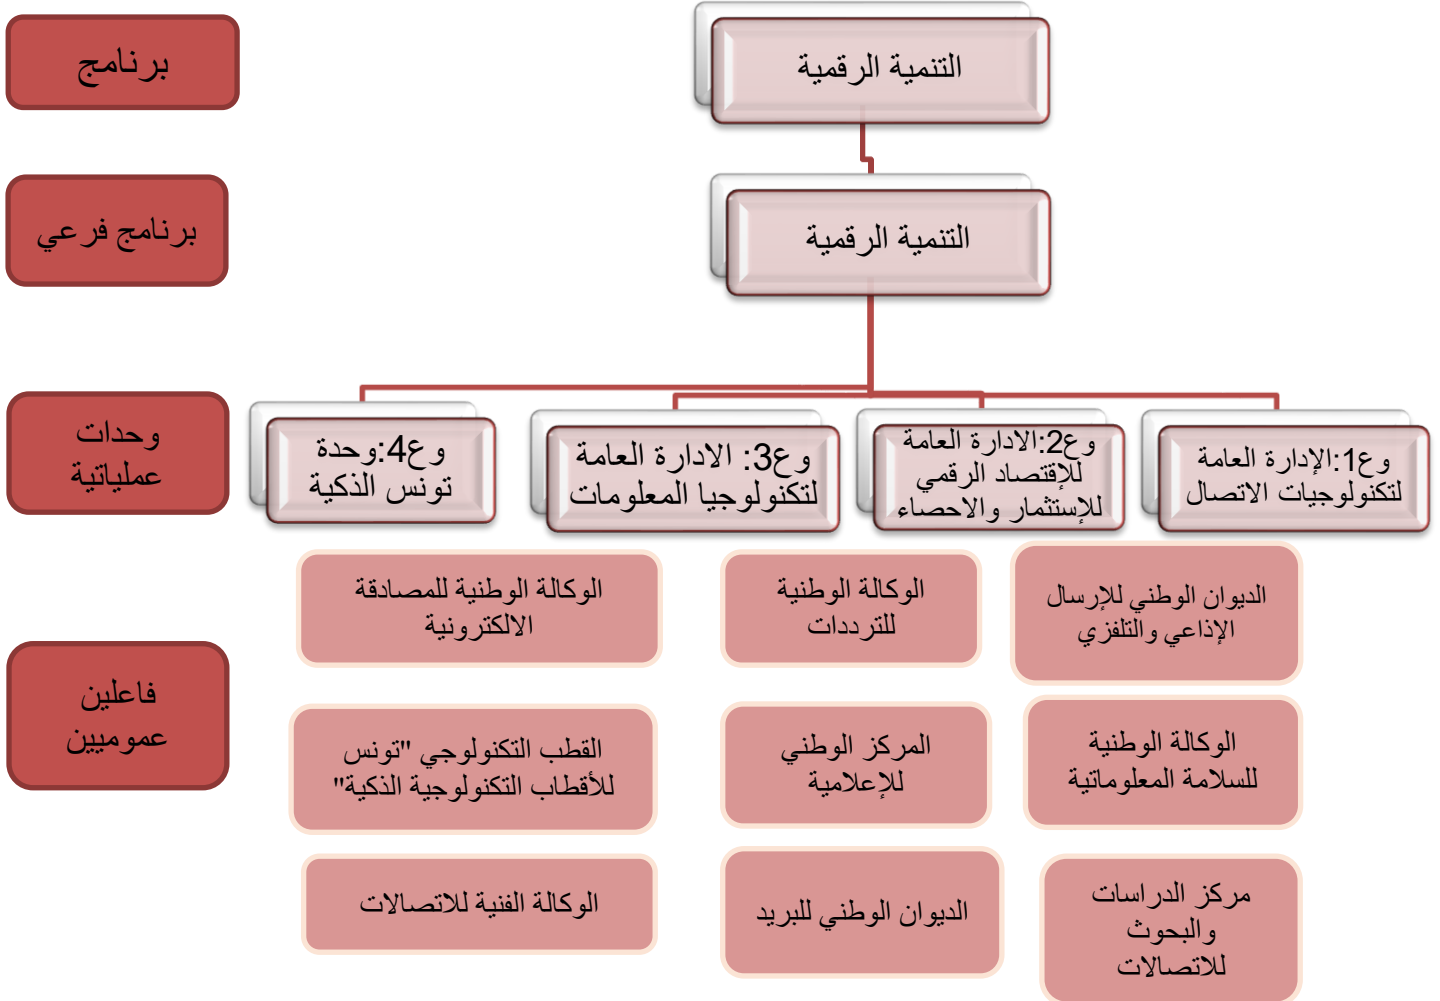 برنامج
التنمية الرقمية
برنامج فرعي
التنمية الرقمية
وحدات
عملياتية
وع1:الإدارة العامة
لتكنولوجيات الاتصال
وع2:الادارة العامة
للإقتصاد الرقمي
للإستثمار والاحصاء
وع3: الادارة العامة
لتكنولوجيا المعلومات
وع4:وحدة
تونس الذكية
فاعلين
عموميين
الديوان الوطني للإرسال
الإذاعي والتلفزي
الوكالة الوطنية
للترددات
الوكالة الوطنية للمصادقة
الالكترونية
الوكالة الوطنية
للسلامة المعلوماتية
المركز الوطني
للإعلامية
القطب التكنولوجي "تونس
للأقطاب التكنولوجية الذكية"
مركز الدراسات
والبحوث
للاتصالات
الديوان الوطني للبريد
الوكالة الفنية للاتصالات